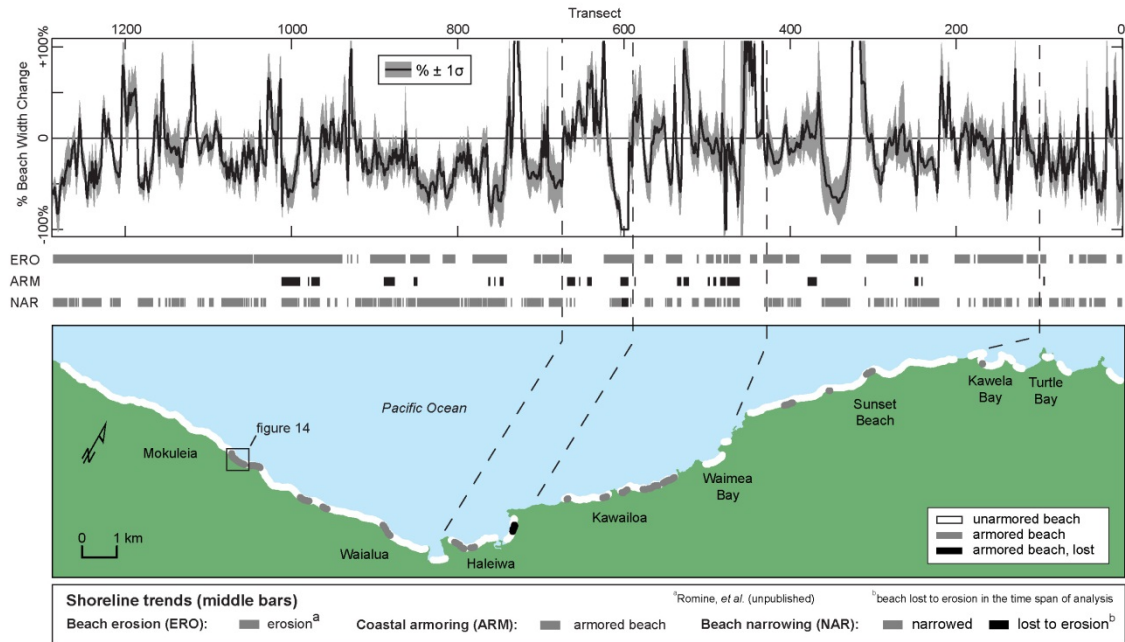 Transect
1200 1000 800 600 400 200 0
+100%
0
-100%
% Beach Width Change
% ± 1σ
ERO
ARM
NAR
Pacific Ocean
figure 14
N
Mokuleia
Kawela
Bay
Turtle
Bay
Sunset
Beach
Waimea
Bay
Kawailoa
0 1 km
Waialua
Haleiwa
unarmored beach
armored beach
armored beach, lost
Shoreline trends (middle bars)
ᵃRomine, et al. (unpublished)
ᵇbeach lost to erosion in the time span of analysis
Beach erosion (ERO): erosionᵃ Coastal armoring (ARM): armored beach Beach narrowing (NAR): narrowed lost to erosionᵇ